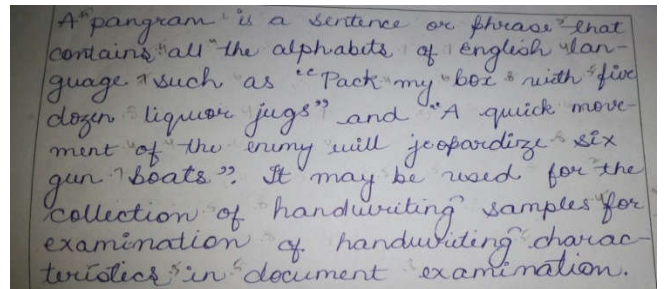 A pangram is a sentence or phrase that
contains all the alphabets of english lan-
guage such as "Pack my box with five
dozen liquor jugs" and "A quick move-
ment of the enemy will jeopardize six
gun boats". It may be used for the
collection of handwriting samples for
examination of handwriting charac-
teristics in document examination.